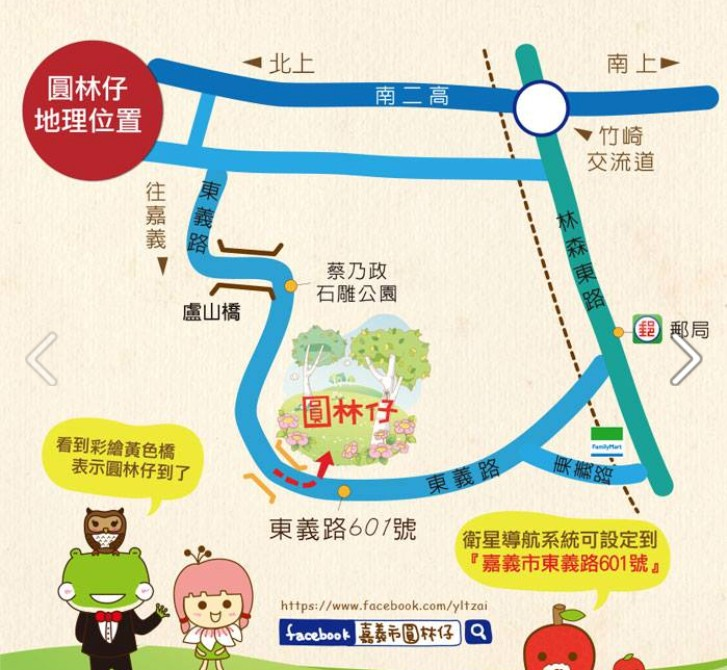 圓林仔
地理位置
北上
南上
南二高
竹崎
交流道
往嘉義
東義路
林森東路
蔡乃政
石雕公園
盧山橋
郵
郵局
圓林仔
FamilyMart
東義路
東義路
看到彩繪黃色橋
表示圓林仔到了
東義路601號
衛星導航系統可設定到
『嘉義市東義路601號』
https://www.facebook.com/yltzai
facebook 嘉義市圓林仔